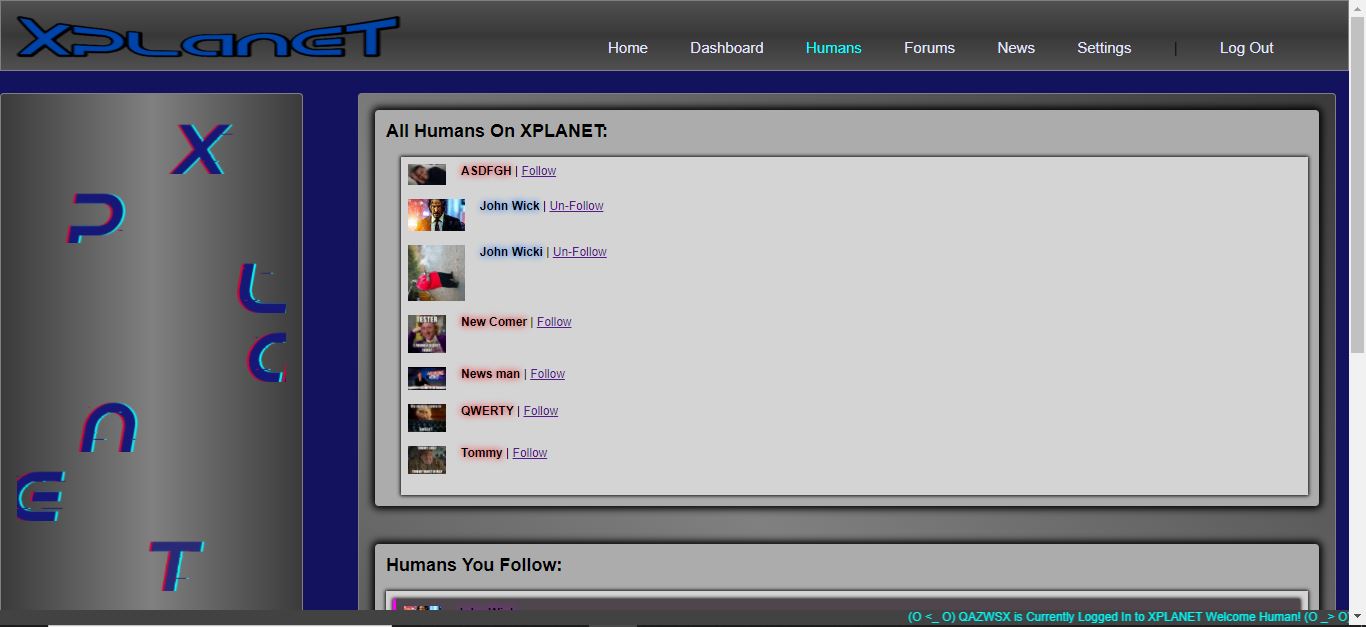 XPLANET
Home Dashboard Humans Forums News Settings | Log Out
X
P
L
A
N
E
T
All Humans On XPLANET:
ASDFGH | Follow
John Wick | Un-Follow
John Wicki | Un-Follow
New Comer | Follow
News man | Follow
QWERTY | Follow
Tommy | Follow
Humans You Follow:
John Wick
(O <_ O) QAZWSX is Currently Logged In to XPLANET Welcome Human! (O _> O)